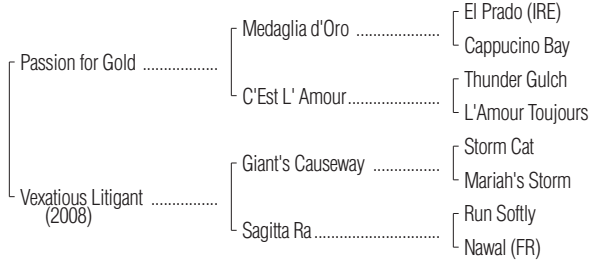 El Prado (IRE)
Medaglia d'Oro ....................
Cappucino Bay
Passion for Gold ..................
Thunder Gulch
C'Est L' Amour......................
L'Amour Toujours
Storm Cat
Giant's Causeway ................
Mariah's Storm
Vexatious Litigant ................
(2008)
Run Softly
Sagitta Ra..............................
Nawal (FR)